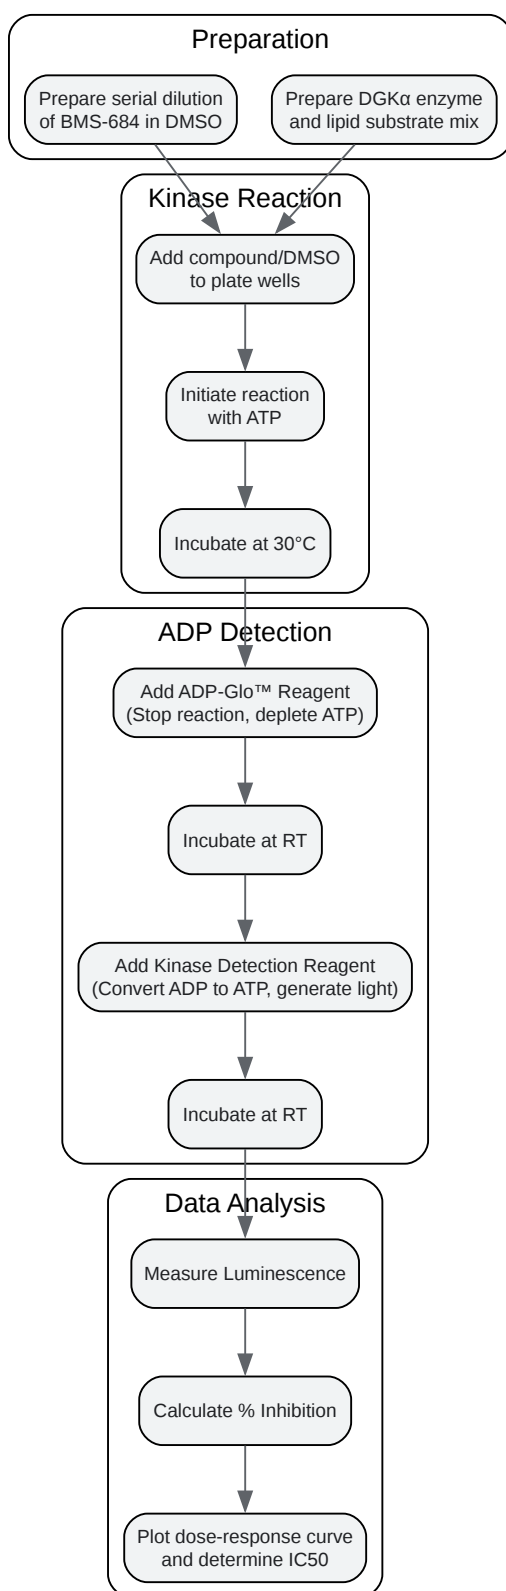 Preparation
Prepare serial dilution
of BMS-684 in DMSO
Prepare DGKα enzyme
and lipid substrate mix
Kinase Reaction
Add compound/DMSO
to plate wells
Initiate reaction
with ATP
Incubate at 30°C
ADP Detection
Add ADP-Glo™ Reagent
(Stop reaction, deplete ATP)
Incubate at RT
Add Kinase Detection Reagent
(Convert ADP to ATP, generate light)
Incubate at RT
Data Analysis
Measure Luminescence
Calculate % Inhibition
Plot dose-response curve
and determine IC50